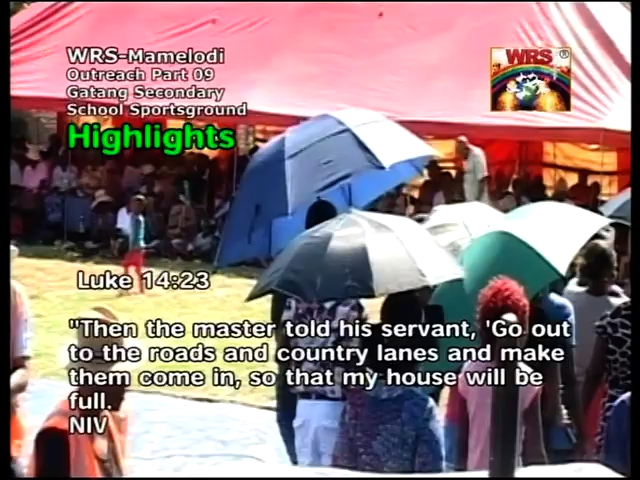 WRS-Mamelodi
Outreach Part 09
Gatang Secondary
School Sportsground
Highlights
WRS®
Luke 14:23
"Then the master told his servant, 'Go out
to the roads and country lanes and make
them come in, so that my house will be
full.
NIV